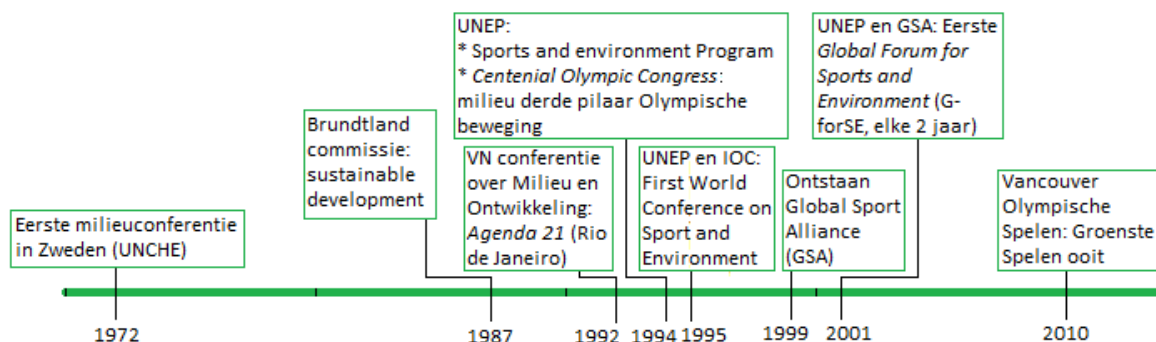 Eerste milieuconferentie
in Zweden (UNCHE)
Brundtland
commissie:
sustainable
development
UNEP:
* Sports and environment Program
* Centenial Olympic Congress:
milieu derde pilaar Olympische
beweging
VN conferentie
over Milieu en
Ontwikkeling:
Agenda 21 (Rio
de Janeiro)
UNEP en IOC:
First World
Conference on
Sport and
Environment
Ontstaan
Global Sport
Alliance
(GSA)
UNEP en GSA: Eerste
Global Forum for
Sports and
Environment (G-
forSE, elke 2 jaar)
Vancouver
Olympische
Spelen: Groenste
Spelen ooit
1972
1987
1992
1994
1995
1999
2001
2010